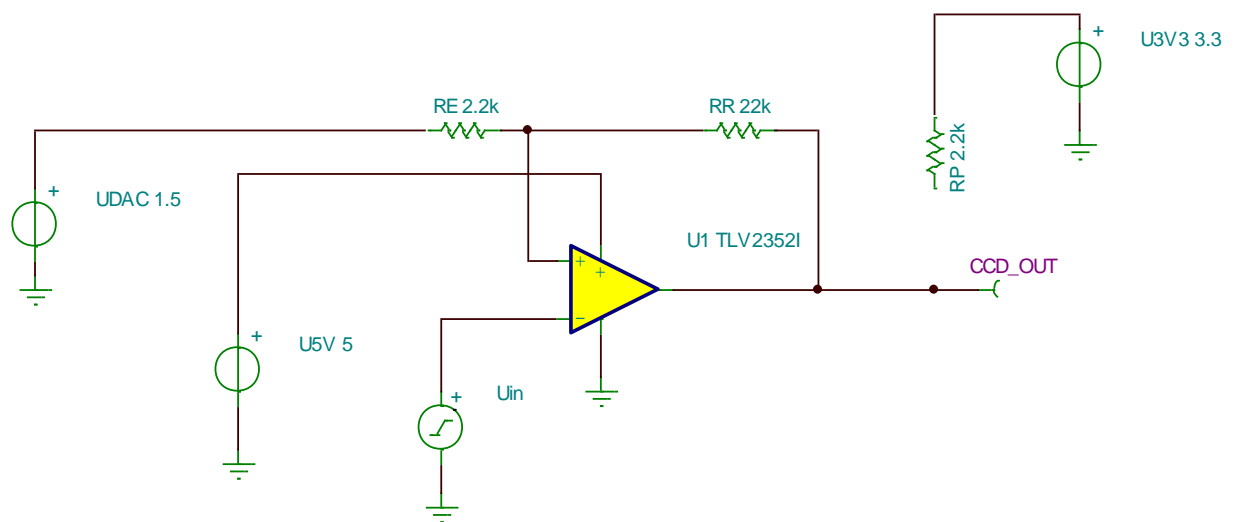 U3V3 3.3
RE 2.2k
RR 22k
RP 2.2k
UDAC 1.5
U1 TLV2352I
CCD_OUT
U5V 5
Uin